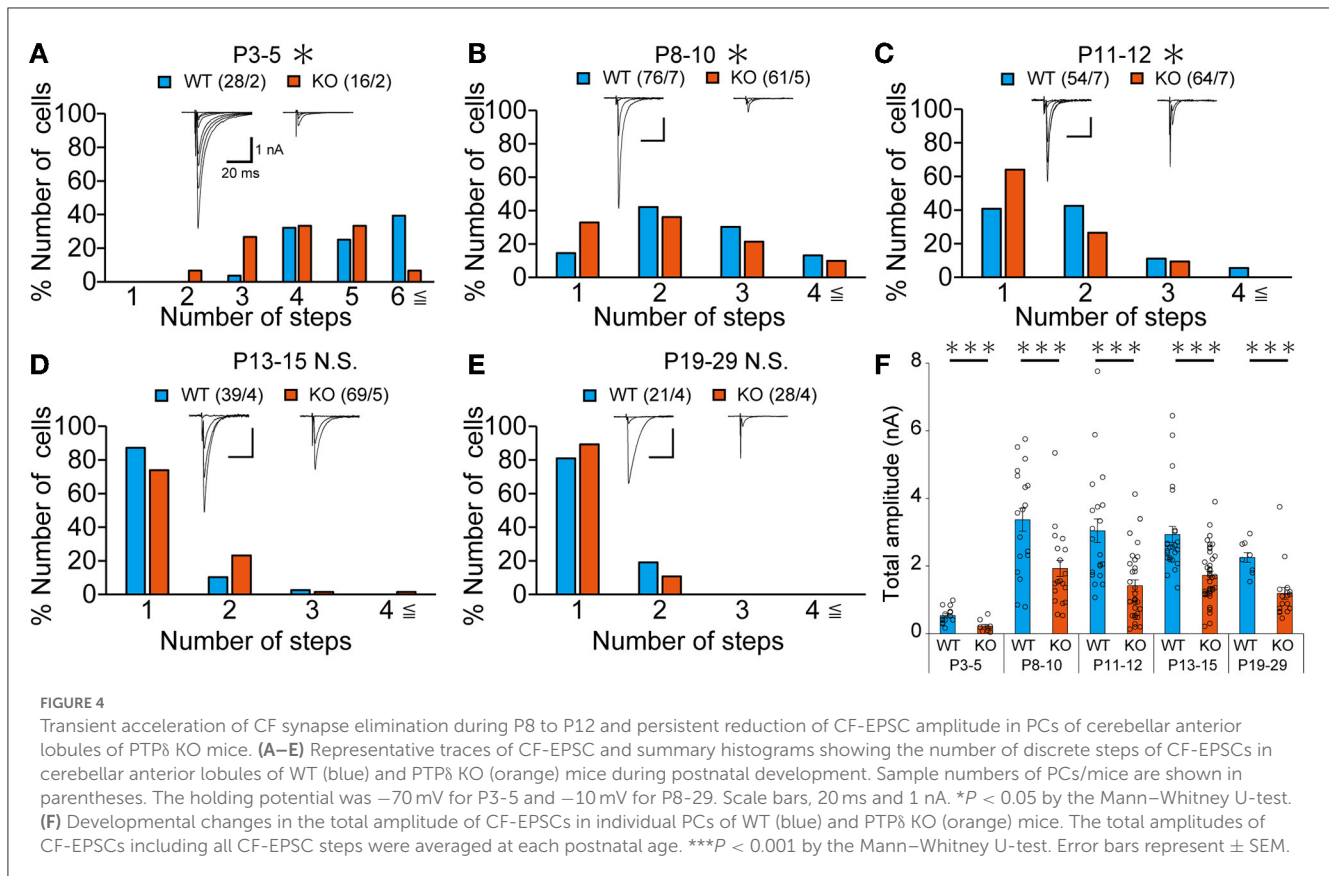 A
P3-5 ＊
WT (28/2) KO (16/2)
100
80
60
40
20
0
% Number of cells
1 nA
20 ms
1 2 3 4 5 6 ≦
Number of steps
B
P8-10 ＊
WT (76/7) KO (61/5)
100
80
60
40
20
0
% Number of cells
1 2 3 4 ≦
Number of steps
C
P11-12 ＊
WT (54/7) KO (64/7)
100
80
60
40
20
0
% Number of cells
1 2 3 4 ≦
Number of steps
D
P13-15 N.S.
WT (39/4) KO (69/5)
100
80
60
40
20
0
% Number of cells
1 2 3 4 ≦
Number of steps
E
P19-29 N.S.
WT (21/4) KO (28/4)
100
80
60
40
20
0
% Number of cells
1 2 3 4 ≦
Number of steps
F
＊＊＊ ＊＊＊ ＊＊＊ ＊＊＊ ＊＊＊
8
6
4
2
0
Total amplitude (nA)
WT KO WT KO WT KO WT KO WT KO
P3-5 P8-10 P11-12 P13-15 P19-29
FIGURE 4
Transient acceleration of CF synapse elimination during P8 to P12 and persistent reduction of CF-EPSC amplitude in PCs of cerebellar anterior
lobules of PTPδ KO mice. (A–E) Representative traces of CF-EPSC and summary histograms showing the number of discrete steps of CF-EPSCs in
cerebellar anterior lobules of WT (blue) and PTPδ KO (orange) mice during postnatal development. Sample numbers of PCs/mice are shown in
parentheses. The holding potential was −70 mV for P3-5 and −10 mV for P8-29. Scale bars, 20 ms and 1 nA. *P < 0.05 by the Mann–Whitney U-test.
(F) Developmental changes in the total amplitude of CF-EPSCs in individual PCs of WT (blue) and PTPδ KO (orange) mice. The total amplitudes of
CF-EPSCs including all CF-EPSC steps were averaged at each postnatal age. ***P < 0.001 by the Mann–Whitney U-test. Error bars represent ± SEM.